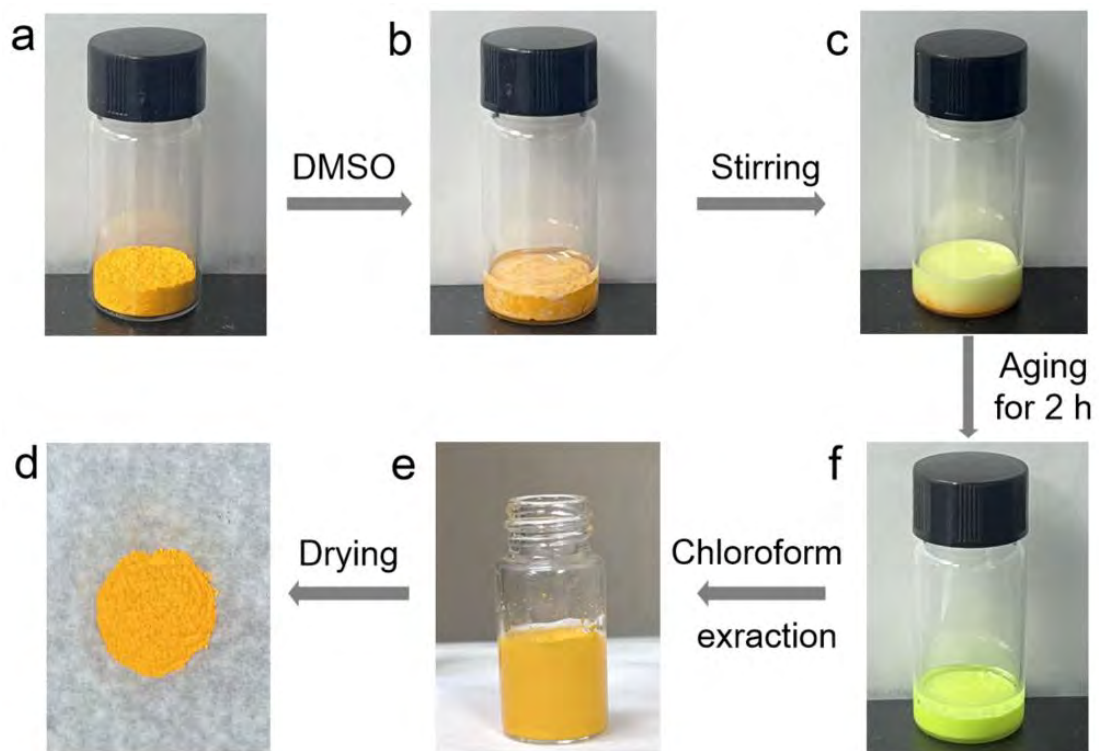 a
b
c
DMSO
Stirring
Aging
for 2 h
d
e
f
Drying
Chloroform
exraction